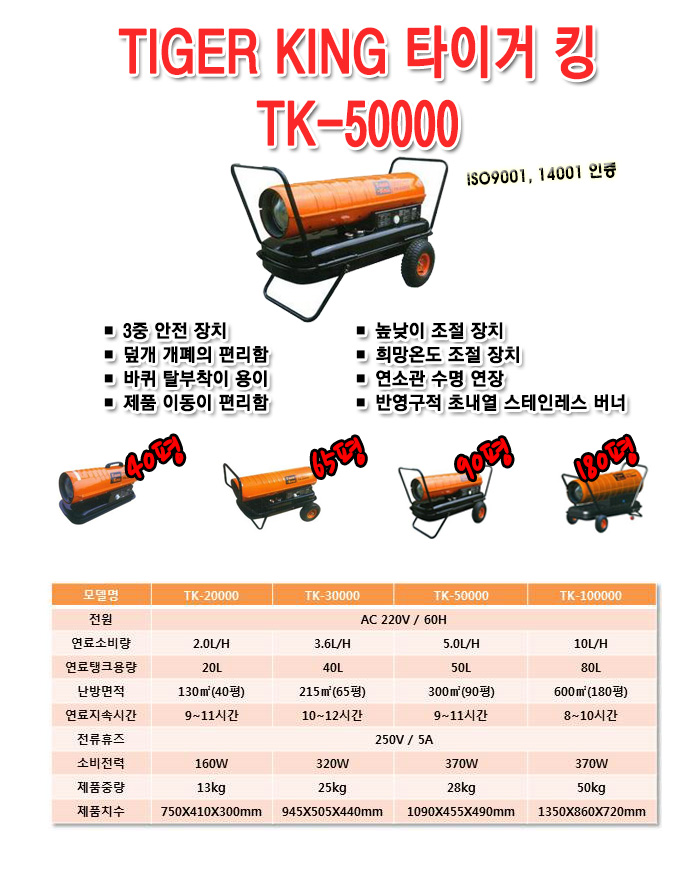 TIGER KING 타이거 킹
TK-50000
ISO9001, 14001 인증
▪ 3중 안전 장치
▪ 덮개 개폐의 편리함
▪ 바퀴 탈부착이 용이
▪ 제품 이동이 편리함
▪ 높낮이 조절 장치
▪ 희망온도 조절 장치
▪ 연소관 수명 연장
▪ 반영구적 초내열 스테인레스 버너
40평 65평 90평 180평
모델명 TK-20000 TK-30000 TK-50000 TK-100000
전원 AC 220V / 60H
연료소비량 2.0L/H 3.6L/H 5.0L/H 10L/H
연료탱크용량 20L 40L 50L 80L
난방면적 130㎡(40평) 215㎡(65평) 300㎡(90평) 600㎡(180평)
연료지속시간 9~11시간 10~12시간 9~11시간 8~10시간
전류휴즈 250V / 5A
소비전력 160W 320W 370W 370W
제품중량 13kg 25kg 28kg 50kg
제품치수 750X410X300mm 945X505X440mm 1090X455X490mm 1350X860X720mm